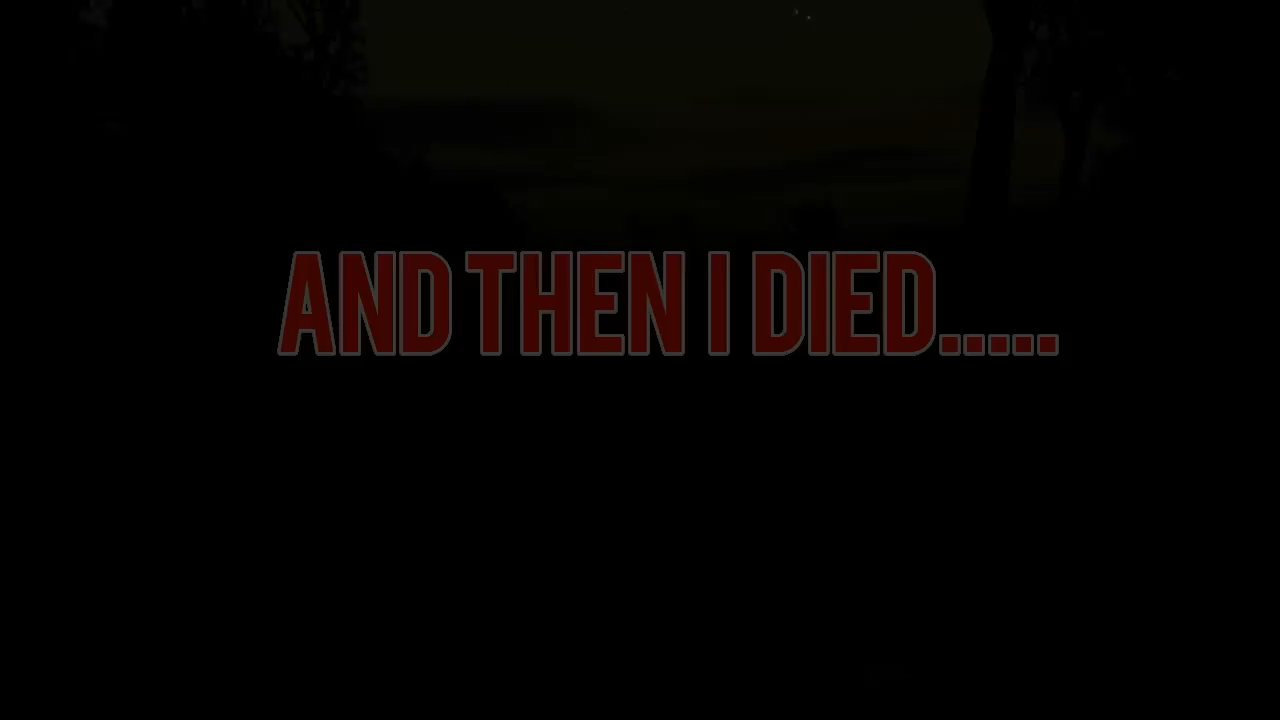 AND THEN I DIED.....